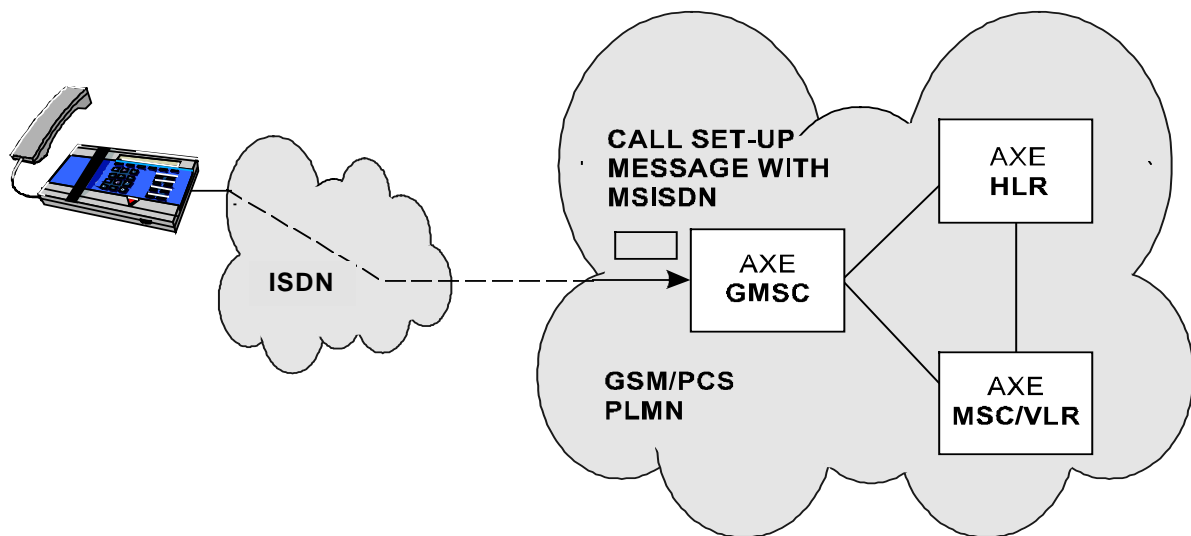 CALL SET-UP
MESSAGE WITH
MSISDN
AXE
HLR
ISDN
AXE
GMSC
GSM/PCS
PLMN
AXE
MSC/VLR